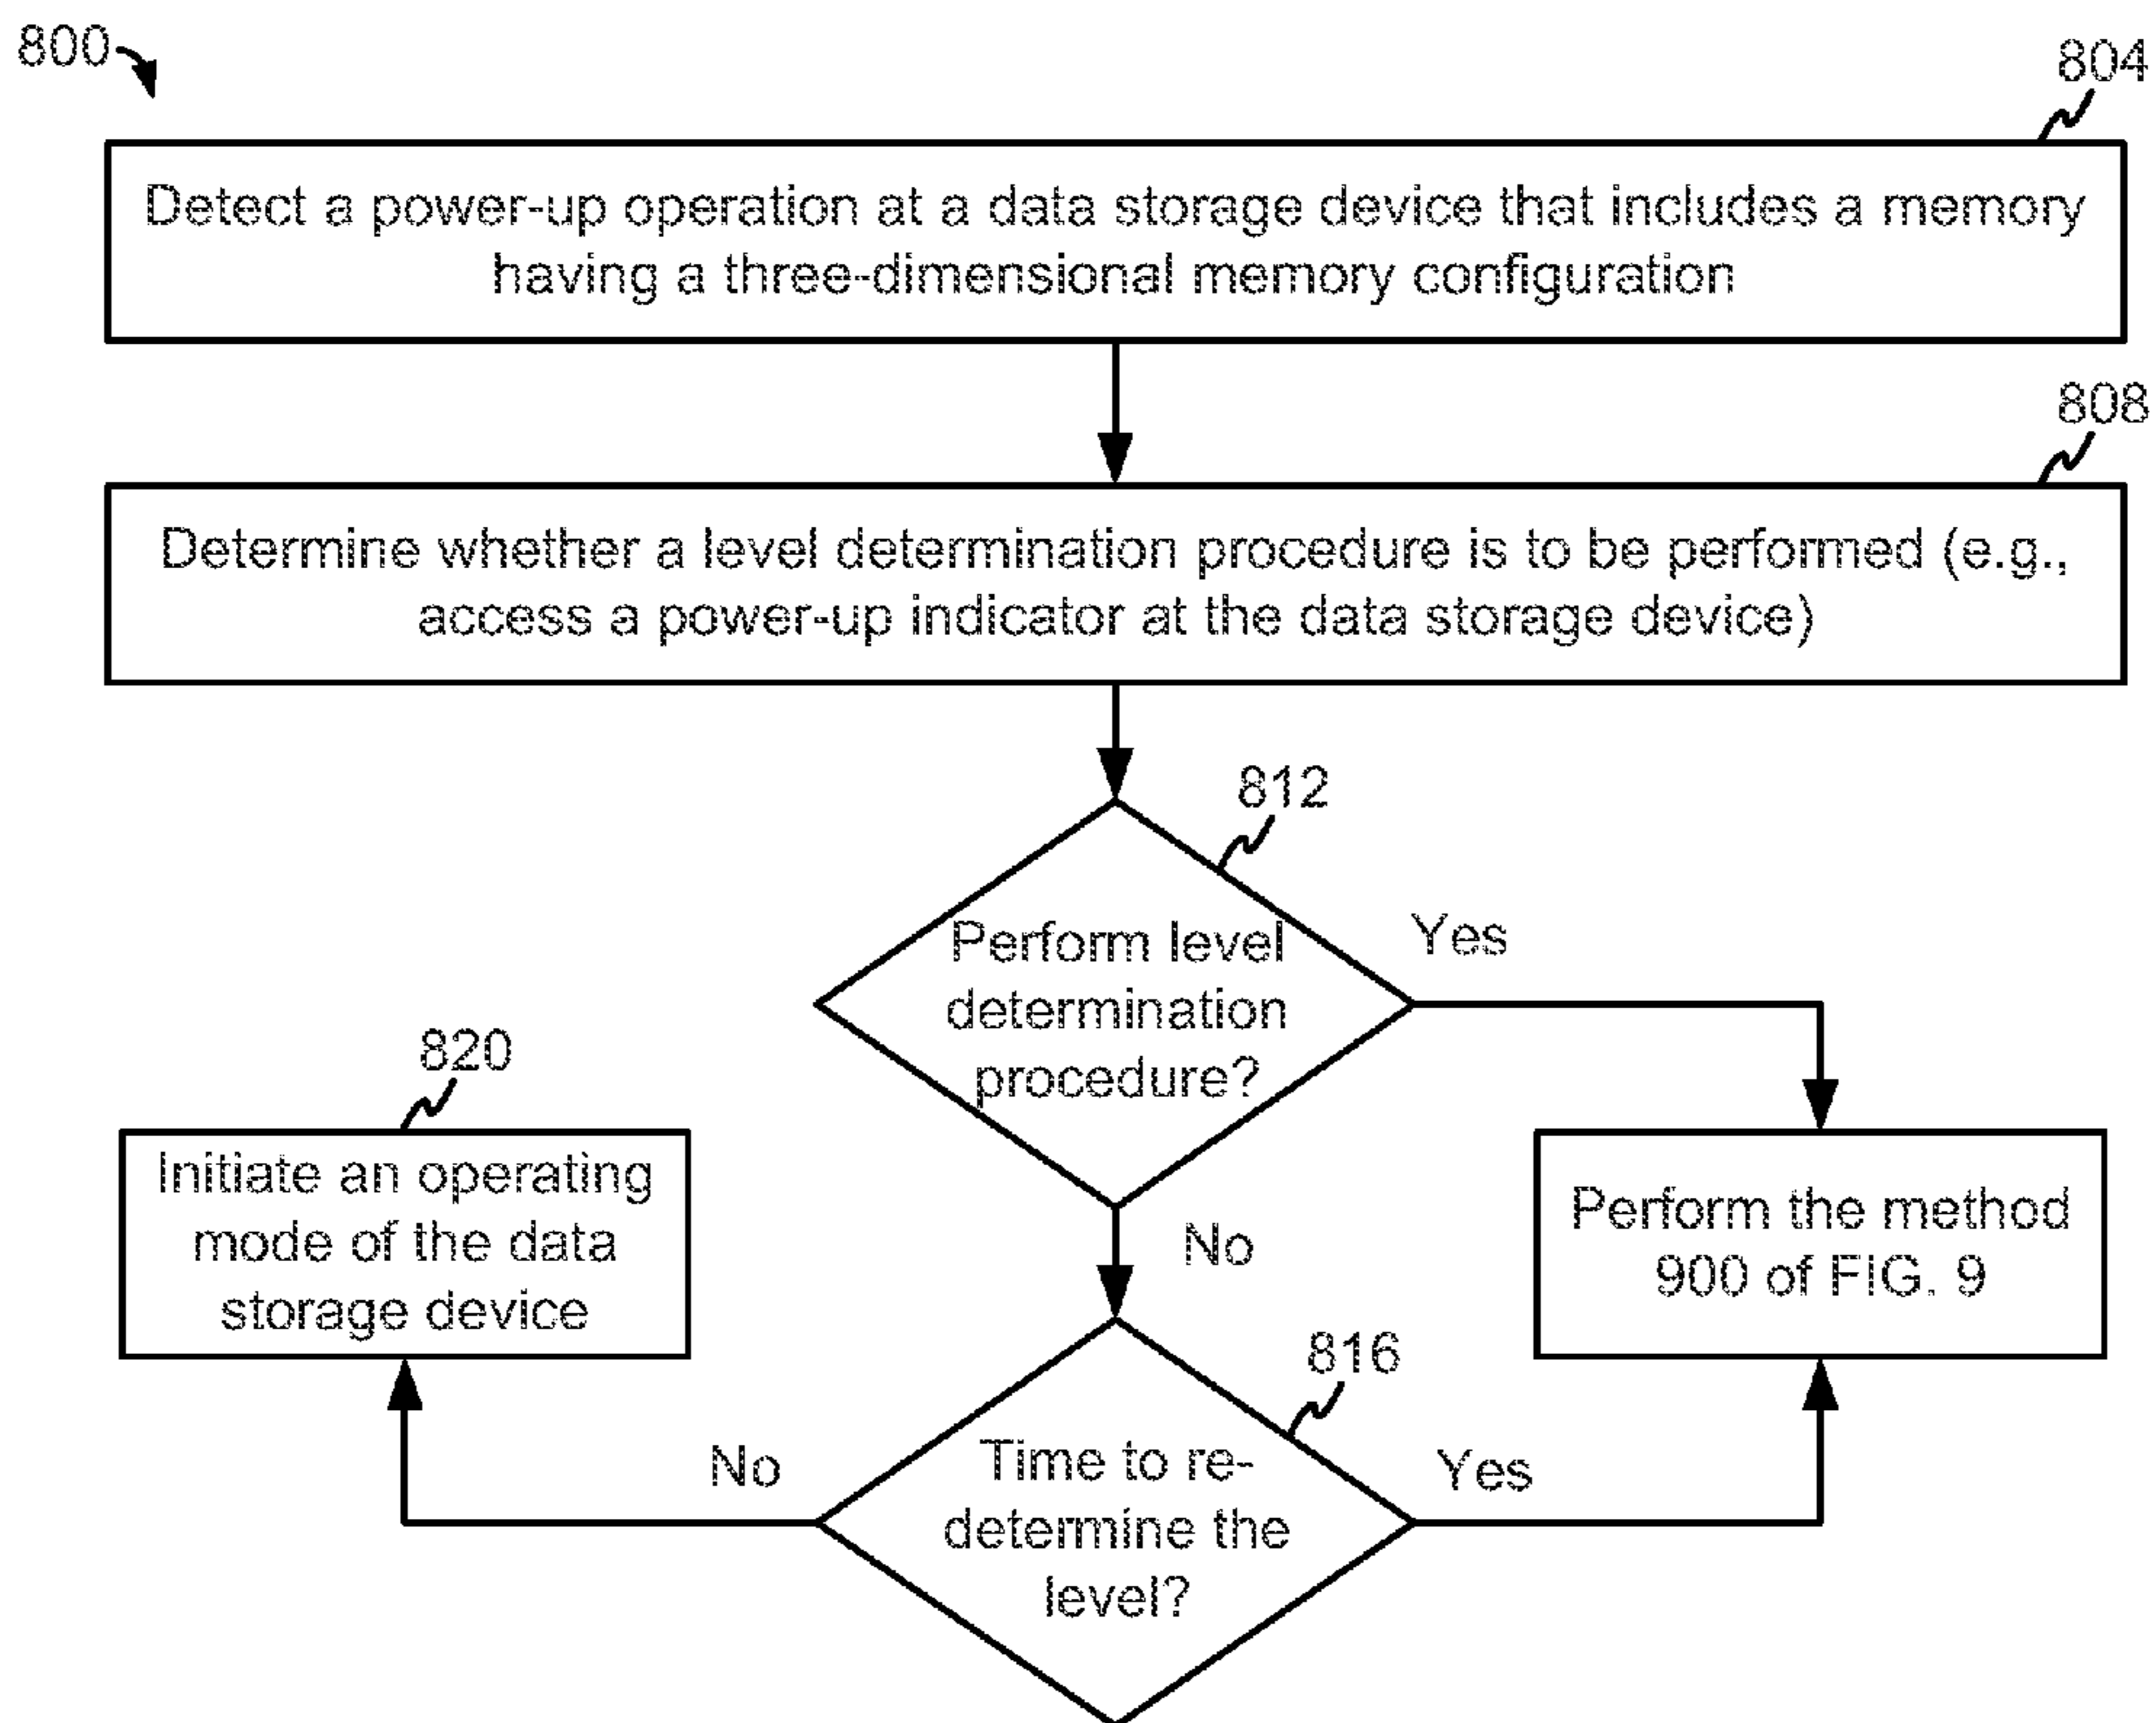 800
804
Detect a power-up operation at a data storage device that includes a memory
having a three-dimensional memory configuration
808
Determine whether a level determination procedure is to be performed (e.g.,
access a power-up indicator at the data storage device)
812
Perform level
determination
procedure?
Yes
No
820
Initiate an operating
mode of the data
storage device
Perform the method
900 of FIG. 9
816
Time to re-
determine the
level?
No
Yes